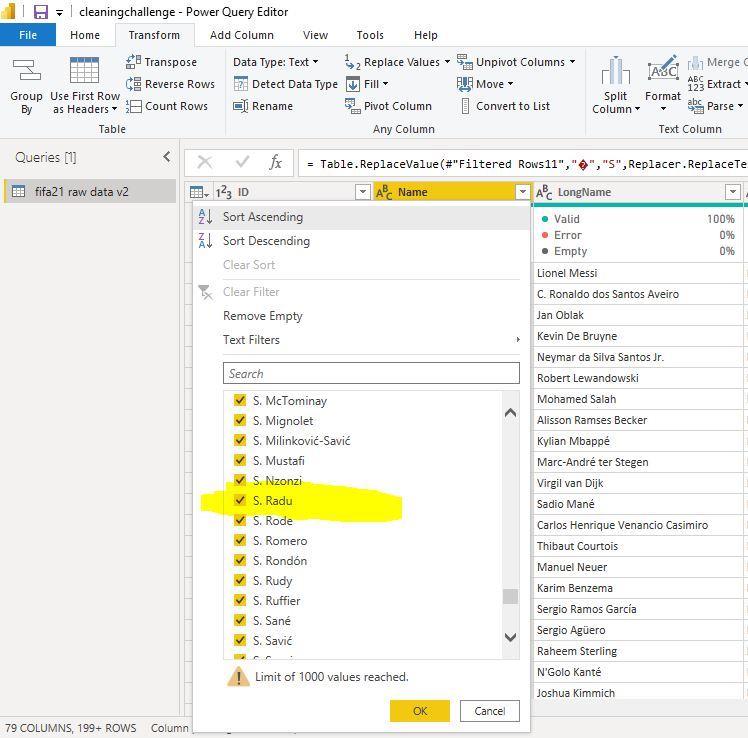 cleaningchallenge - Power Query Editor
File Home Transform Add Column View Tools Help
Group By
Use First Row as Headers
Transpose
Reverse Rows
Count Rows
Table
Data Type: Text
Detect Data Type
Rename
Replace Values
Fill
Pivot Column
Unpivot Columns
Move
Convert to List
Any Column
Split Column
Format
Merge C
Extract
Parse
Text Column
Queries [1]
fifa21 raw data v2
fx = Table.ReplaceValue(#"Filtered Rows11","�","S",Replacer.ReplaceTe
123 ID
ABC Name
ABC LongName
Sort Ascending
Sort Descending
Clear Sort
Clear Filter
Remove Empty
Text Filters
Search
S. McTominay
S. Mignolet
S. Milinković-Savić
S. Mustafi
S. Nzonzi
S. Radu
S. Rode
S. Romero
S. Rondón
S. Rudy
S. Ruffier
S. Sané
S. Savić
Limit of 1000 values reached.
OK Cancel
Valid 100%
Error 0%
Empty 0%
Lionel Messi
C. Ronaldo dos Santos Aveiro
Jan Oblak
Kevin De Bruyne
Neymar da Silva Santos Jr.
Robert Lewandowski
Mohamed Salah
Alisson Ramses Becker
Kylian Mbappé
Marc-André ter Stegen
Virgil van Dijk
Sadio Mané
Carlos Henrique Venancio Casimiro
Thibaut Courtois
Manuel Neuer
Karim Benzema
Sergio Ramos García
Sergio Agüero
Raheem Sterling
N'Golo Kanté
Joshua Kimmich
79 COLUMNS, 199+ ROWS Column